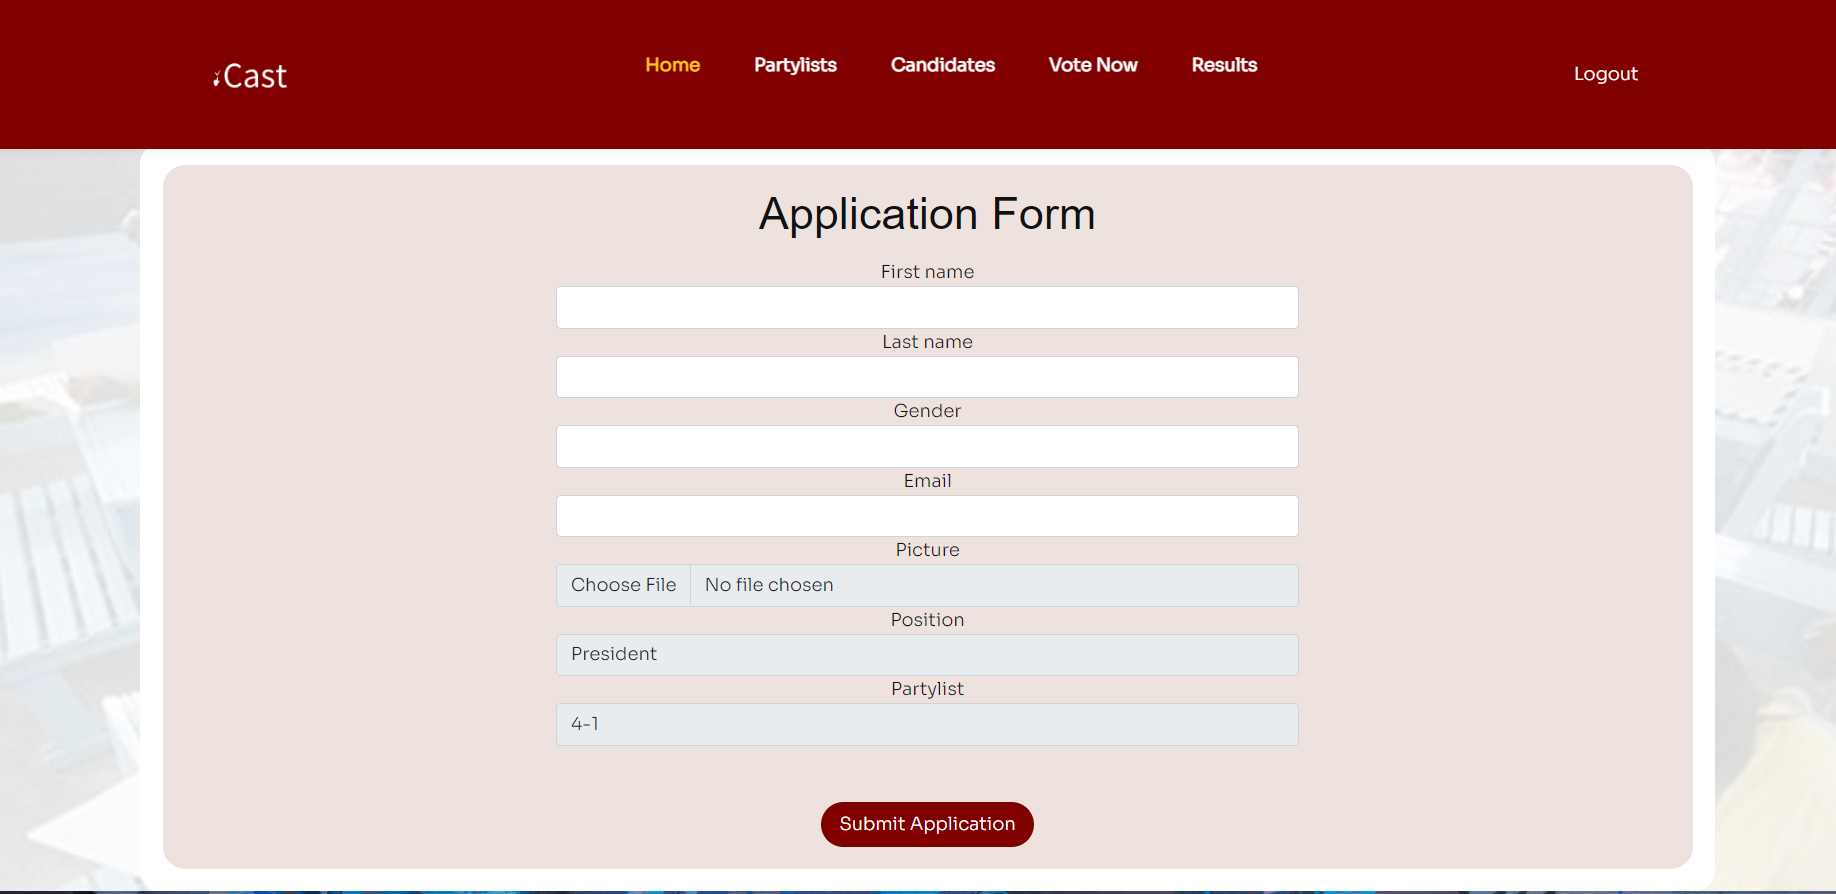 iCast
Home Partylists Candidates Vote Now Results
Logout
Application Form
First name
Last name
Gender
Email
Picture
Choose File No file chosen
Position
President
Partylist
4-1
Submit Application